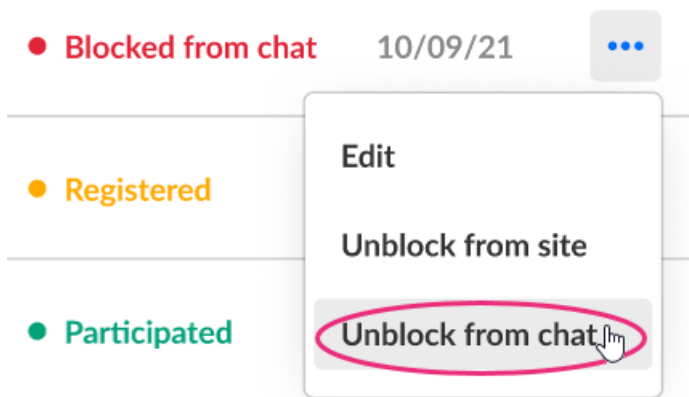 Blocked from chat 10/09/21
Edit
Registered
Unblock from site
Participated
Unblock from chat